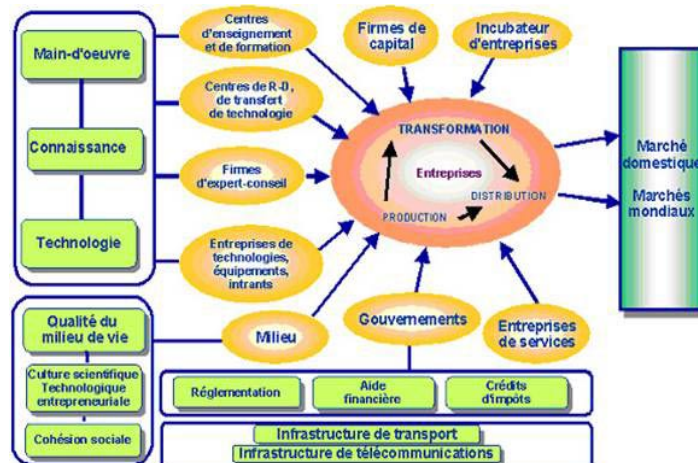 Main-d'oeuvre
Connaissance
Technologie
Centres
d'enseignement
et de formation
Centres de R-D,
de transfert
de technologie
Firmes
d'expert-conseil
Entreprises de
technologies,
équipements,
intrants
Firmes de
capital
Incubateur
d'entreprises
TRANSFORMATION
Entreprises
DISTRIBUTION
PRODUCTION
Marché
domestique
Marchés
mondiaux
Qualité du
milieu de vie
Culture scientifique
Technologique
entrepreneuriale
Cohésion sociale
Milieu
Gouvernements
Entreprises
de services
Réglementation
Aide
financière
Crédits
d'impôts
Infrastructure de transport
Infrastructure de télécommunications